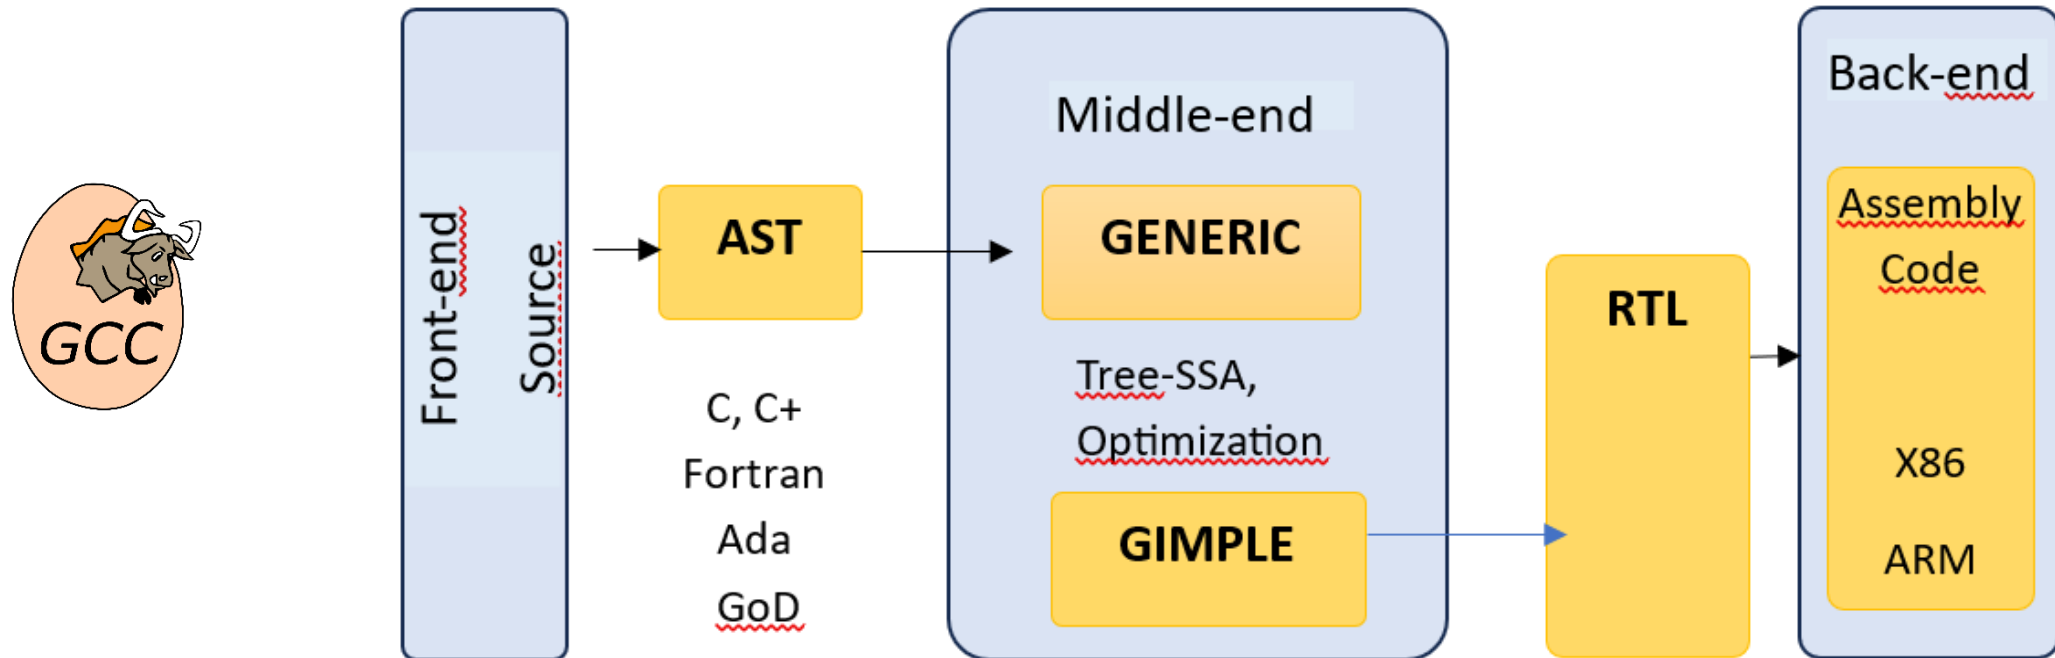 GCC
Front-end
Source
AST
C, C+
Fortran
Ada
GoD
Middle-end
GENERIC
Tree-SSA,
Optimization
GIMPLE
RTL
Back-end
Assembly
Code
X86
ARM